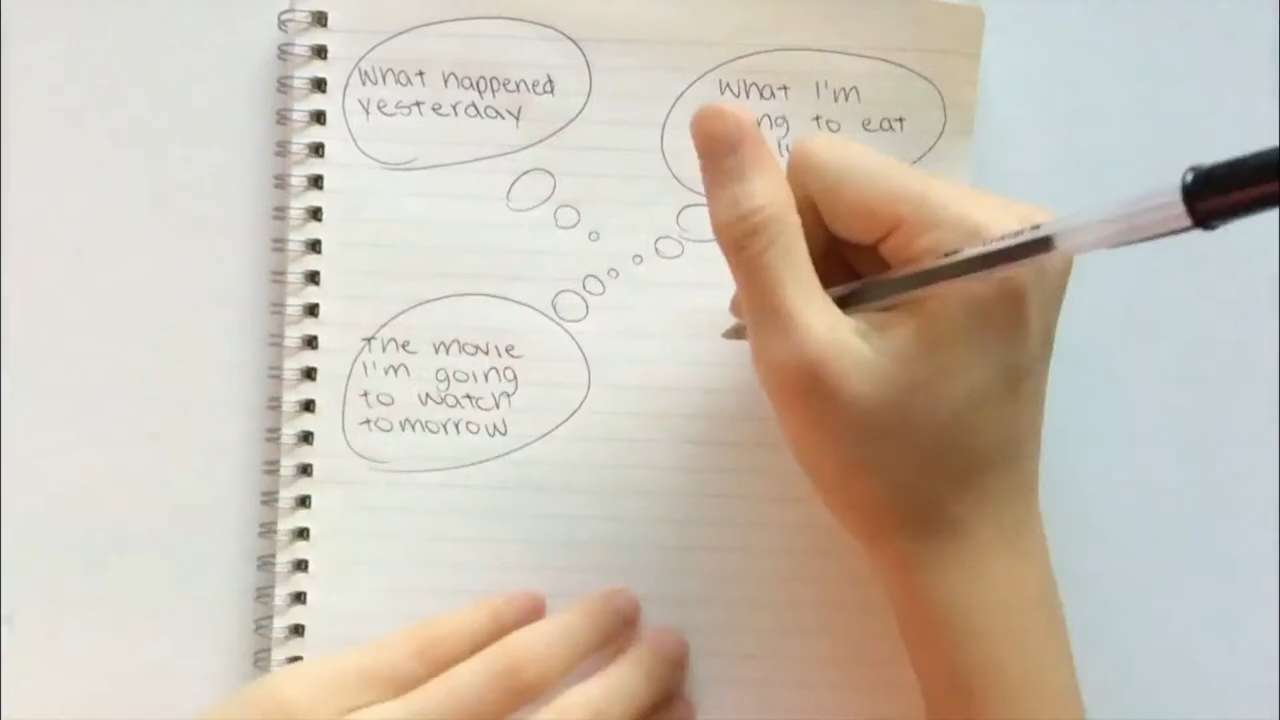 What happened
yesterday
What I'm
to eat
The movie
I'm going
to watch
tomorrow